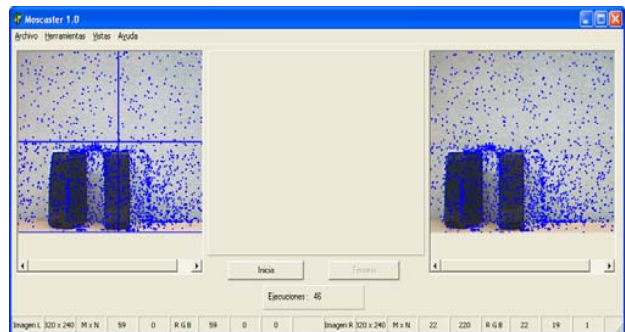 Moscaster 1.0
Archivo Herramientas Vistas Ayuda
Inicia Termina
Ejecuciones : 46
Imagen L 320 x 240 M x N 59 0 R G B 59 0 0 Imagen R 320 x 240 M x N 22 220 R G B 22 19 1